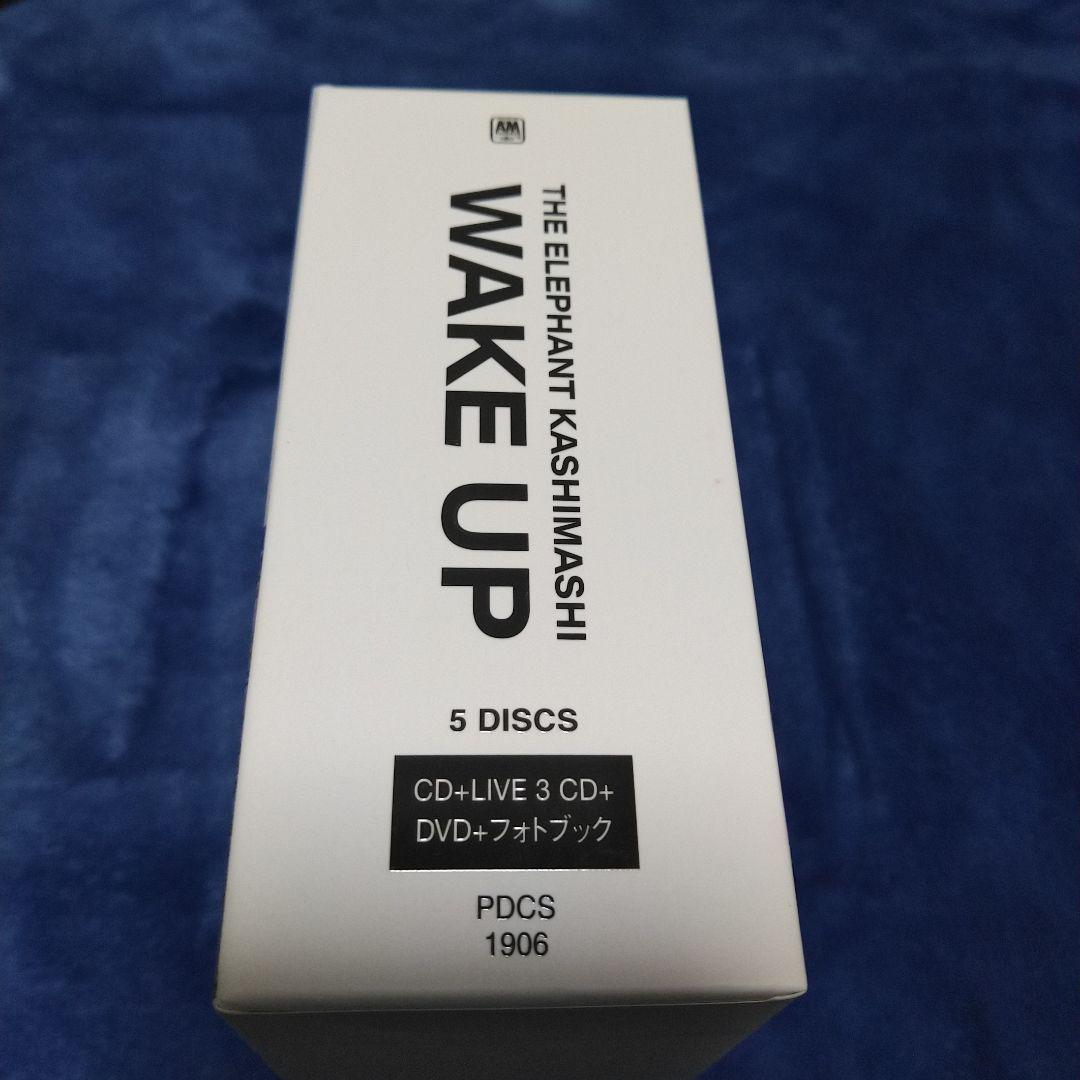 AM
THE ELEPHANT KASHIMASHI
WAKE UP
5 DISCS
CD+LIVE 3 CD+
DVD+フォトブック
PDCS
1906